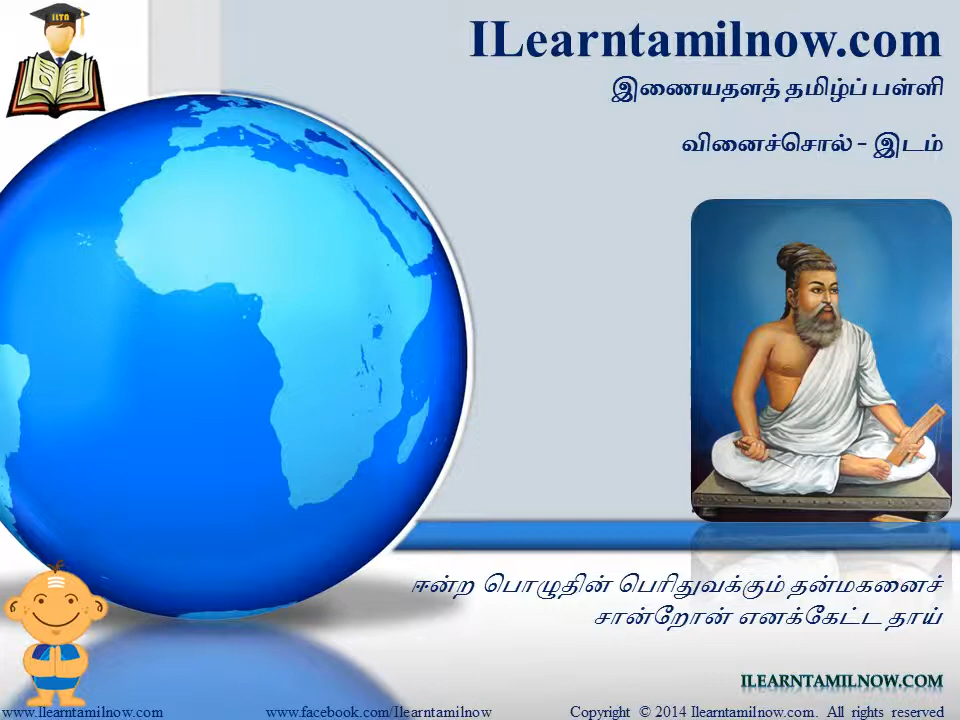 ILTN
ILearntamilnow.com
இணையதளத் தமிழ்ப் பள்ளி
வினைச்சொல் - இடம்
ஈன்ற பொழுதின் பெரிதுவக்கும் தன்மகனைச்
சான்றோன் எனக்கேட்ட தாய்
ILEARNTAMILNOW.COM
www.Ilearntamilnow.com www.facebook.com/Ilearntamilnow Copyright © 2014 Ilearntamilnow.com. All rights reserved